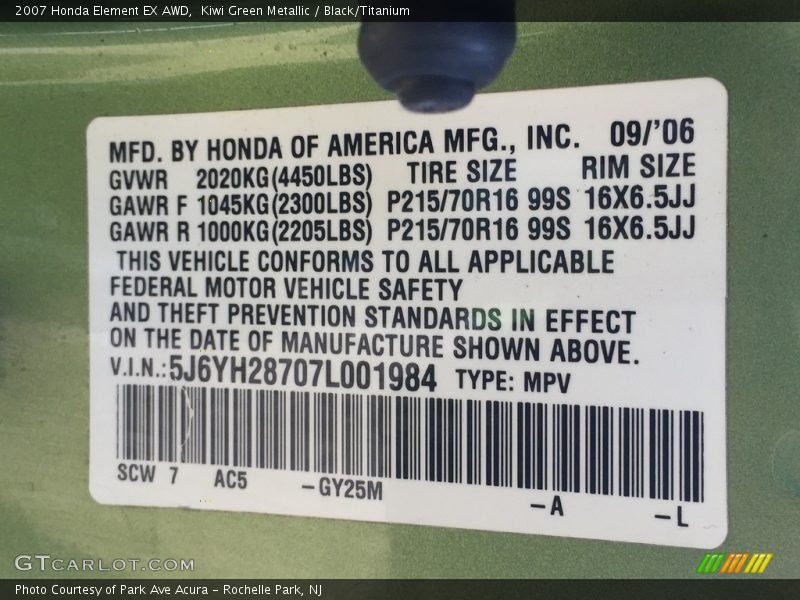 2007 Honda Element EX AWD,  Kiwi Green Metallic / Black/Titanium
MFD. BY HONDA OF AMERICA MFG., INC. 09/'06
GVWR 2020KG(4450LBS) TIRE SIZE RIM SIZE
GAWR F 1045KG(2300LBS) P215/70R16 99S 16X6.5JJ
GAWR R 1000KG(2205LBS) P215/70R16 99S 16X6.5JJ
THIS VEHICLE CONFORMS TO ALL APPLICABLE
FEDERAL MOTOR VEHICLE SAFETY
AND THEFT PREVENTION STANDARDS IN EFFECT
ON THE DATE OF MANUFACTURE SHOWN ABOVE.
V.I.N.:5J6YH28707L001984 TYPE: MPV
SCW 7 AC5 -GY25M -A -L
GTCARLOT.COM
Photo Courtesy of Park Ave Acura - Rochelle Park, NJ